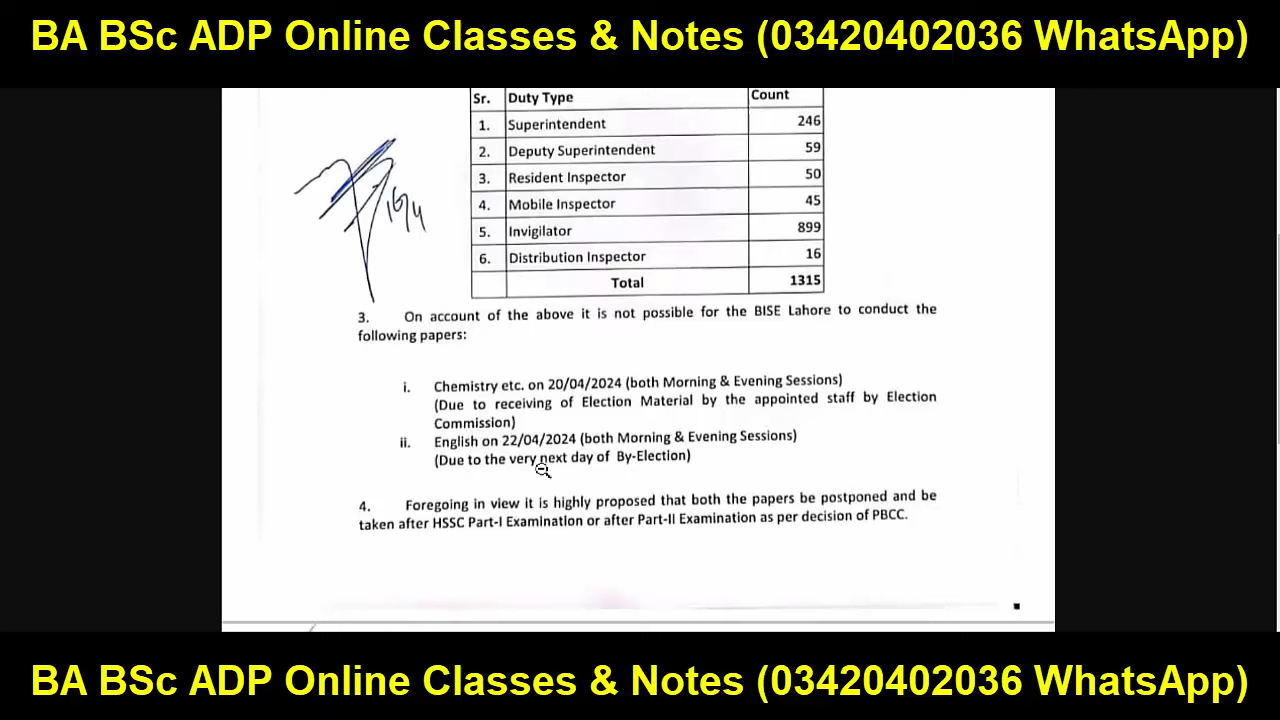 BA BSc ADP Online Classes & Notes (03420402036 WhatsApp)
Sr. Duty Type Count
1. Superintendent 246
2. Deputy Superintendent 59
3. Resident Inspector 50
4. Mobile Inspector 45
5. Invigilator 899
6. Distribution Inspector 16
Total 1315
16/4
3. On account of the above it is not possible for the BISE Lahore to conduct the
following papers:
i. Chemistry etc. on 20/04/2024 (both Morning & Evening Sessions)
(Due to receiving of Election Material by the appointed staff by Election
Commission)
ii. English on 22/04/2024 (both Morning & Evening Sessions)
(Due to the very next day of By-Election)
4. Foregoing in view it is highly proposed that both the papers be postponed and be
taken after HSSC Part-I Examination or after Part-II Examination as per decision of PBCC.
BA BSc ADP Online Classes & Notes (03420402036 WhatsApp)